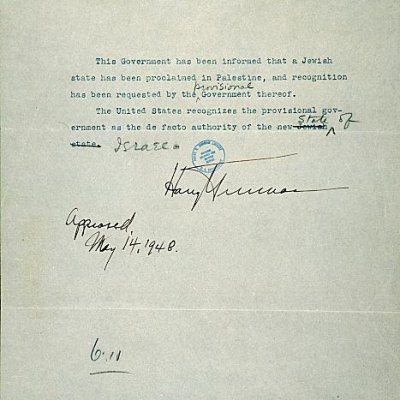 This Government has been informed that a Jewish
state has been proclaimed in Palestine, and recognition
provisional
has been requested by the Government thereof.
The United States recognizes the provisional gov-
State of
ernment as the de facto authority of the new Jewish
state. Israel.
Harry Truman
Approved,
May 14, 1948.
6.11